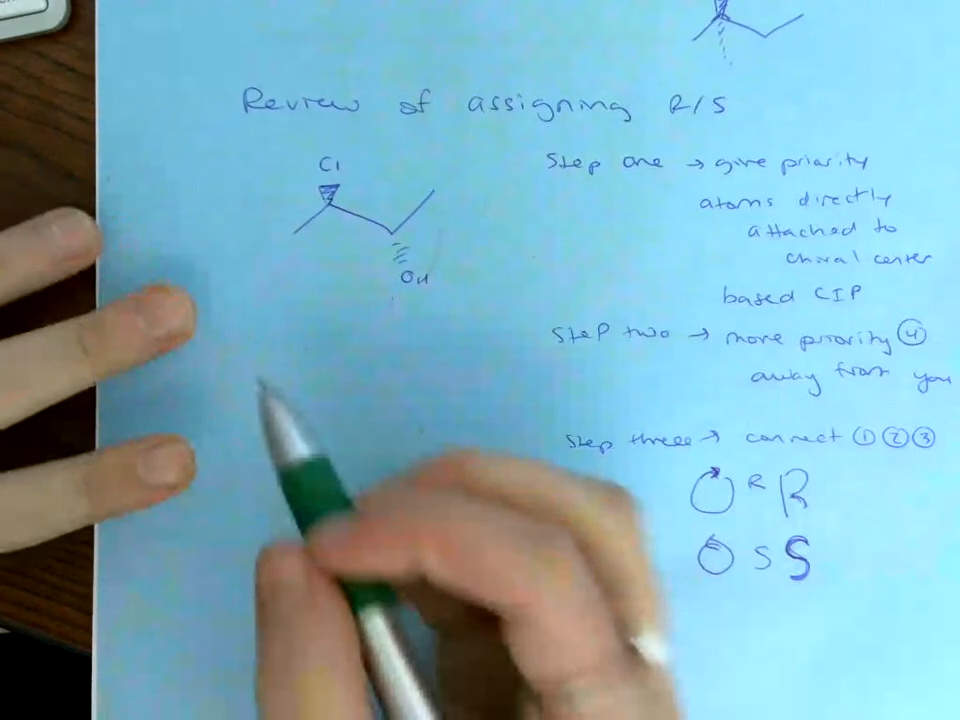 Review of assigning R/S
Cl
OH
Step one → give priority
atoms directly
attached to
chiral center
based CIP
Step two → move priority ④
away from you
Step three → connect ① ② ③
R R
S S